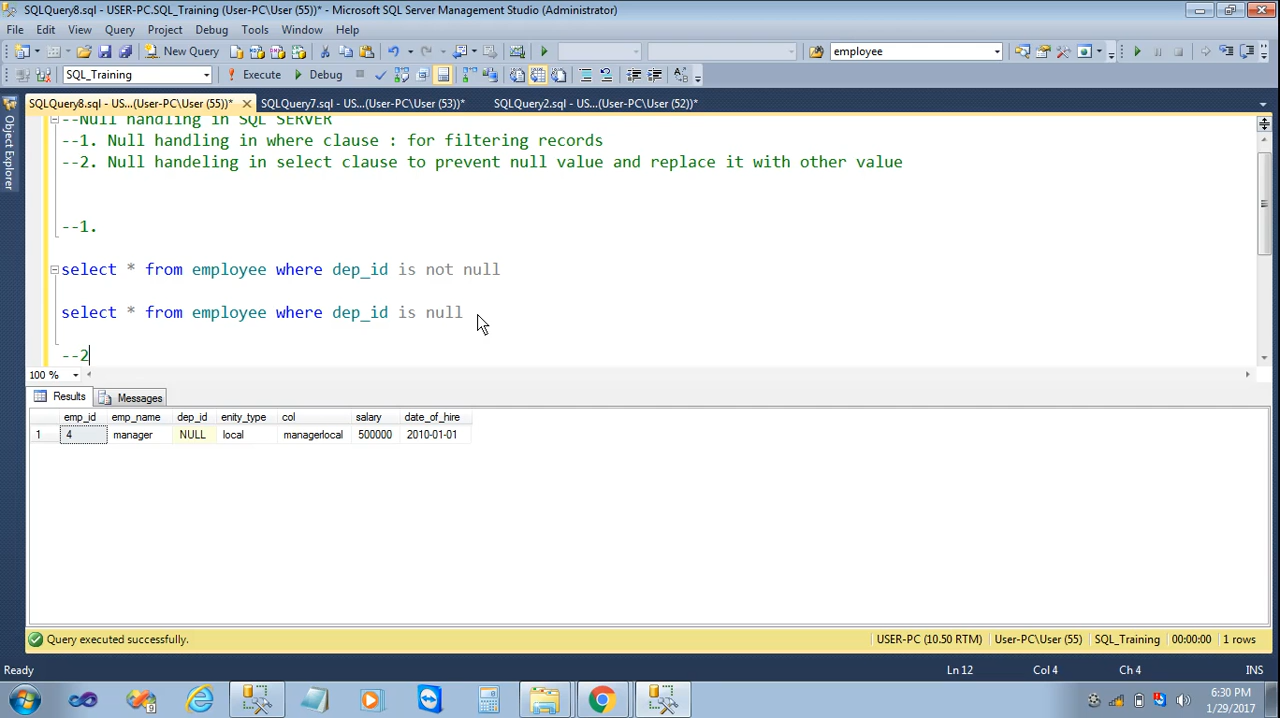 SQLQuery8.sql - USER-PC.SQL_Training (User-PC\User (55))* - Microsoft SQL Server Management Studio (Administrator)
File Edit View Query Project Debug Tools Window Help
New Query employee
SQL_Training Execute Debug
SQLQuery8.sql - US...(User-PC\User (55))* SQLQuery7.sql - US...(User-PC\User (53))* SQLQuery2.sql - US...(User-PC\User (52))*
Object Explorer
--Null handling in SQL SERVER
--1. Null handling in where clause : for filtering records
--2. Null handeling in select clause to prevent null value and replace it with other value
--1.
select * from employee where dep_id is not null
select * from employee where dep_id is null
--2
100 %
Results Messages
emp_id emp_name dep_id enity_type col salary date_of_hire
1 4 manager NULL local managerlocal 500000 2010-01-01
Query executed successfully. USER-PC (10.50 RTM) User-PC\User (55) SQL_Training 00:00:00 1 rows
Ready Ln 12 Col 4 Ch 4 INS
6:30 PM
1/29/2017